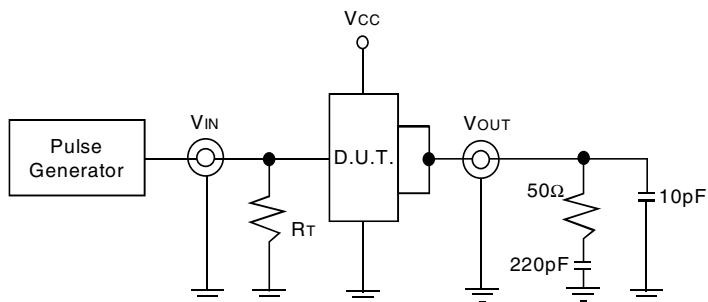 VCC
VIN
Pulse
Generator
D.U.T.
VOUT
RT
50Ω
10pF
220pF